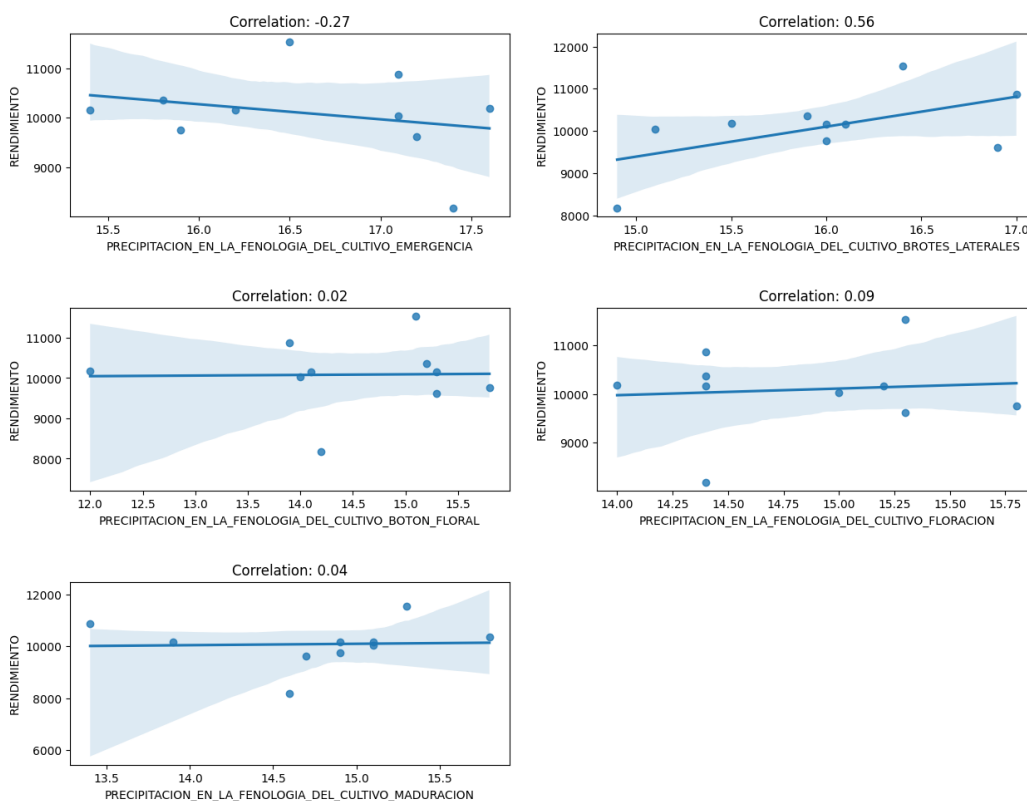 Correlation: -0.27
RENDIMIENTO
11000
10000
9000
15.5 16.0 16.5 17.0 17.5
PRECIPITACION_EN_LA_FENOLOGIA_DEL_CULTIVO_EMERGENCIA
Correlation: 0.56
RENDIMIENTO
12000
11000
10000
9000
8000
15.0 15.5 16.0 16.5 17.0
PRECIPITACION_EN_LA_FENOLOGIA_DEL_CULTIVO_BROTES_LATERALES
Correlation: 0.02
RENDIMIENTO
11000
10000
9000
8000
12.0 12.5 13.0 13.5 14.0 14.5 15.0 15.5
PRECIPITACION_EN_LA_FENOLOGIA_DEL_CULTIVO_BOTON_FLORAL
Correlation: 0.09
RENDIMIENTO
11000
10000
9000
14.00 14.25 14.50 14.75 15.00 15.25 15.50 15.75
PRECIPITACION_EN_LA_FENOLOGIA_DEL_CULTIVO_FLORACION
Correlation: 0.04
RENDIMIENTO
12000
10000
8000
6000
13.5 14.0 14.5 15.0 15.5
PRECIPITACION_EN_LA_FENOLOGIA_DEL_CULTIVO_MADURACION